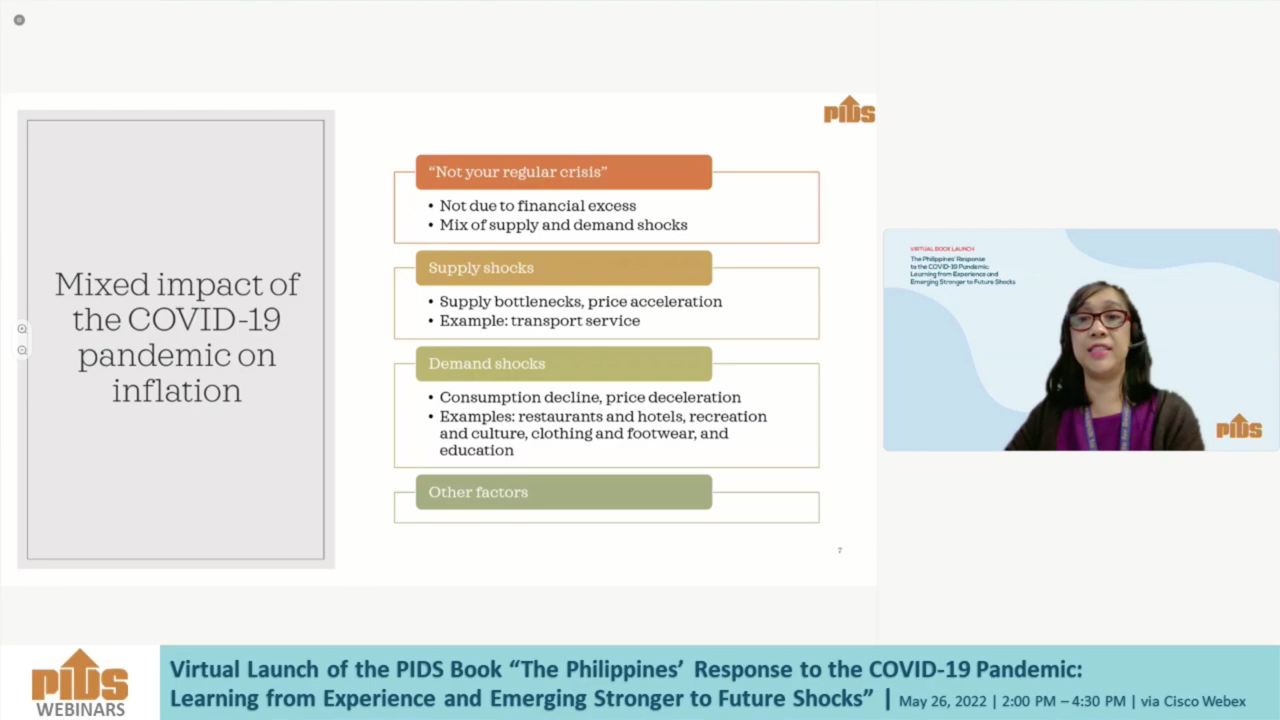 PIDS
Mixed impact of
the COVID-19
pandemic on
inflation
“Not your regular crisis”
• Not due to financial excess
• Mix of supply and demand shocks
Supply shocks
• Supply bottlenecks, price acceleration
• Example: transport service
Demand shocks
• Consumption decline, price deceleration
• Examples: restaurants and hotels, recreation
and culture, clothing and footwear, and
education
Other factors
7
VIRTUAL BOOK LAUNCH
The Philippines' Response
to the COVID-19 Pandemic:
Learning from Experience and
Emerging Stronger to Future Shocks
PIDS
PIDS
WEBINARS
Virtual Launch of the PIDS Book “The Philippines’ Response to the COVID-19 Pandemic:
Learning from Experience and Emerging Stronger to Future Shocks” | May 26, 2022 | 2:00 PM – 4:30 PM | via Cisco Webex